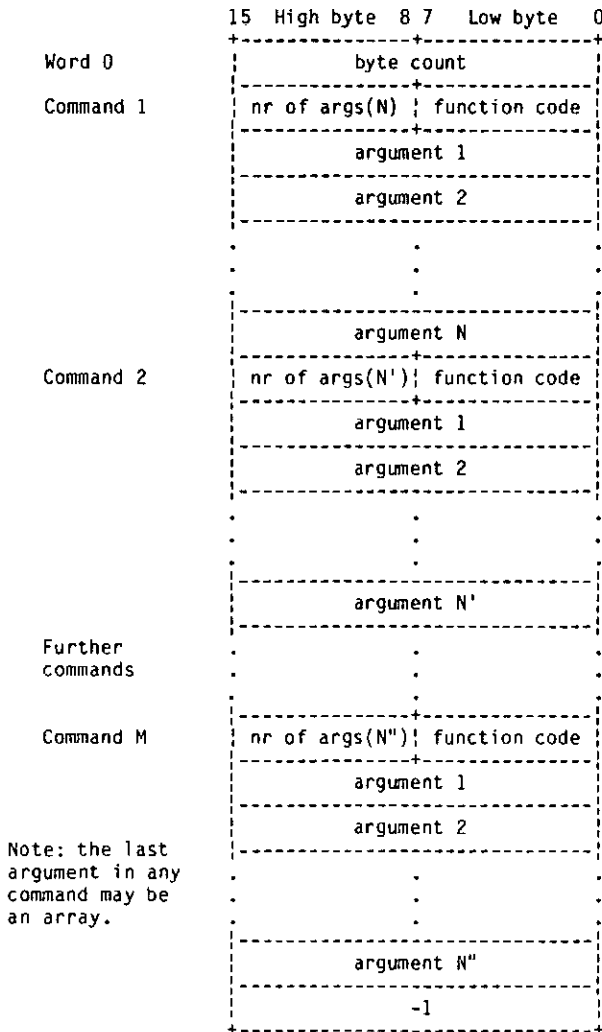 15 High byte 8 7 Low byte 0
Word 0 byte count
Command 1 nr of args(N) ¦ function code
argument 1
argument 2
argument N
Command 2 nr of args(N')¦ function code
argument 1
argument 2
argument N'
Further
commands
Command M nr of args(N")¦ function code
argument 1
argument 2
Note: the last
argument in any
command may be
an array.
argument N"
-1